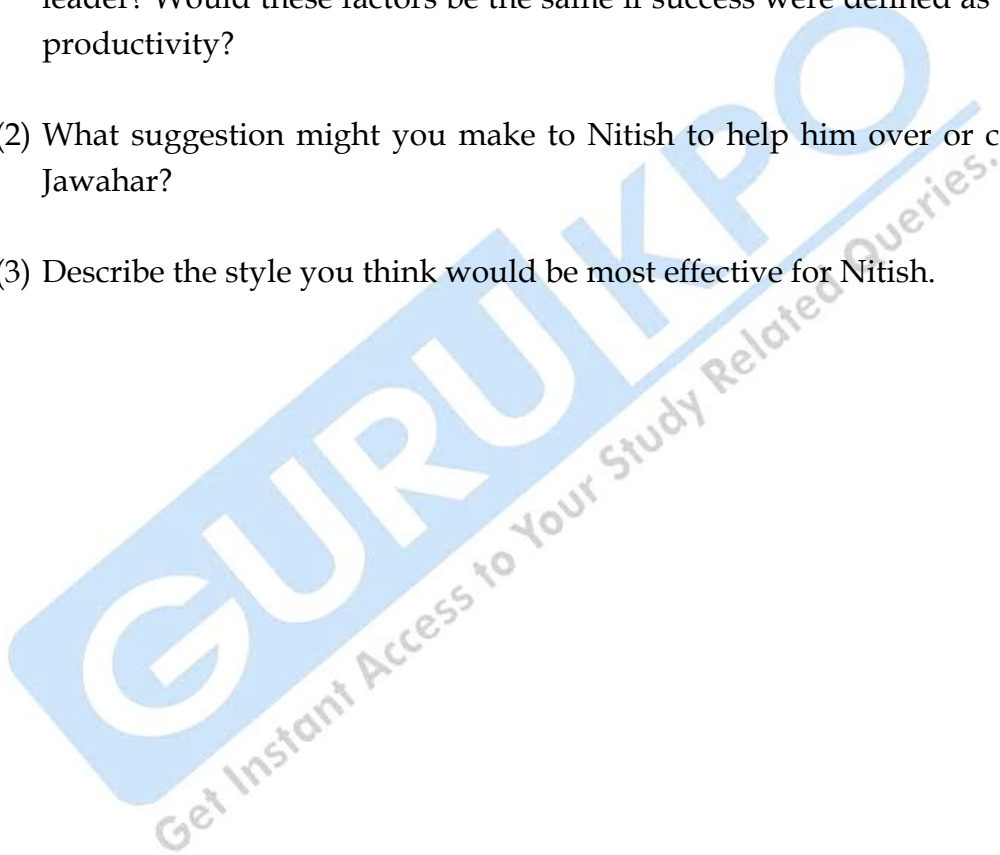 leader? Would these factors be the same if success were defined as
productivity?
(2) What suggestion might you make to Nitish to help him over or c
Jawahar?
(3) Describe the style you think would be most effective for Nitish.
GURUKPO
Get Instant Access to Your Study Related Queries.